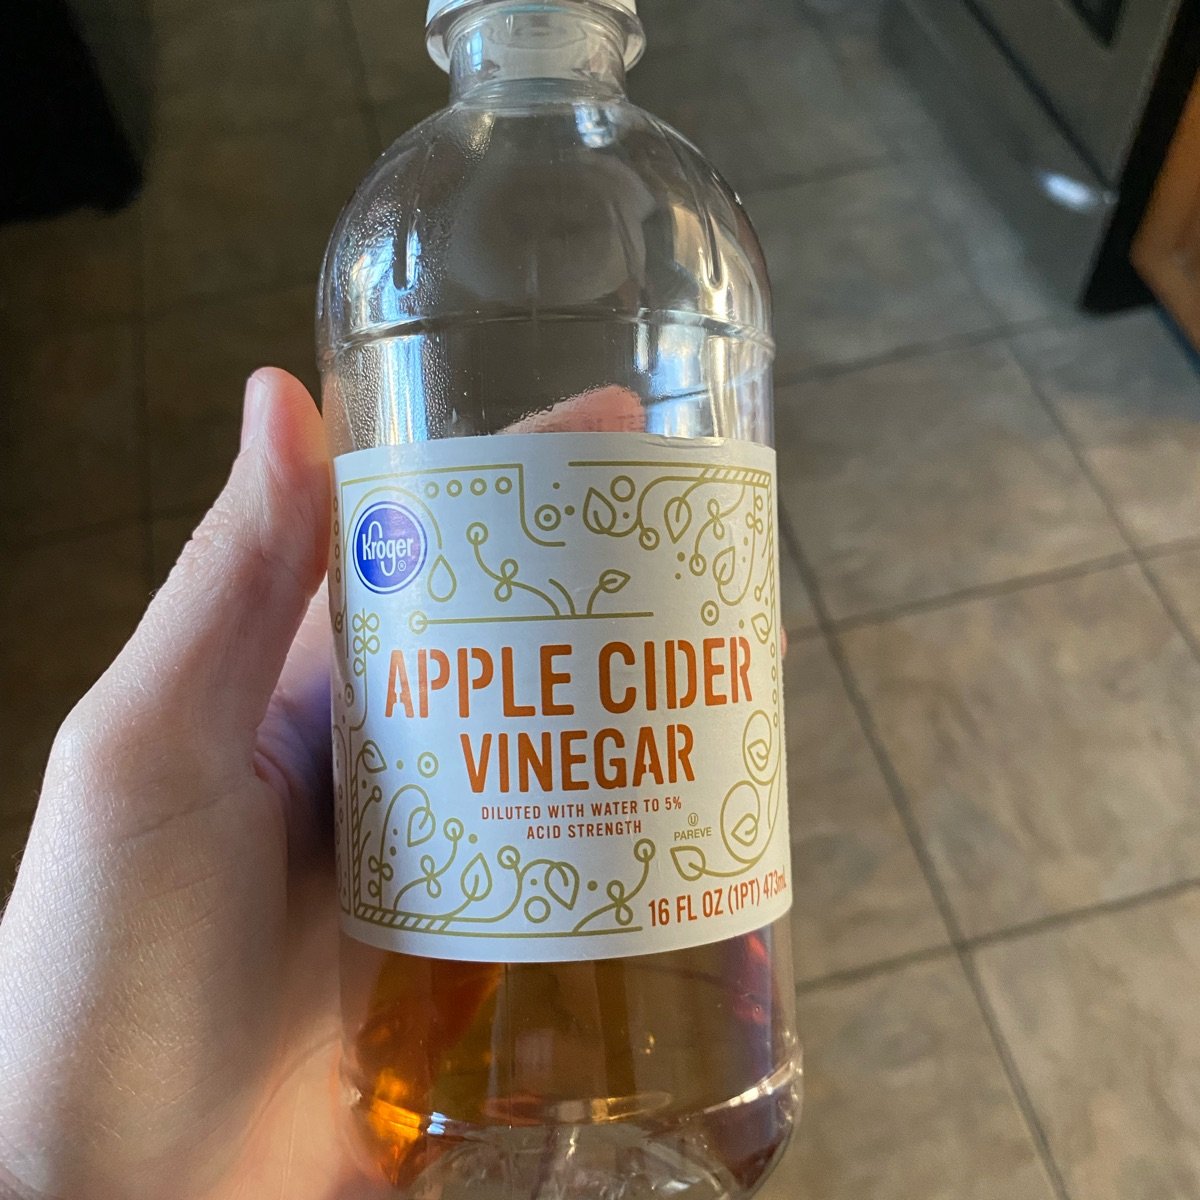 Kroger®
APPLE CIDER
VINEGAR
DILUTED WITH WATER TO 5%
ACID STRENGTH
U
PAREVE
16 FL OZ (1PT) 473mL